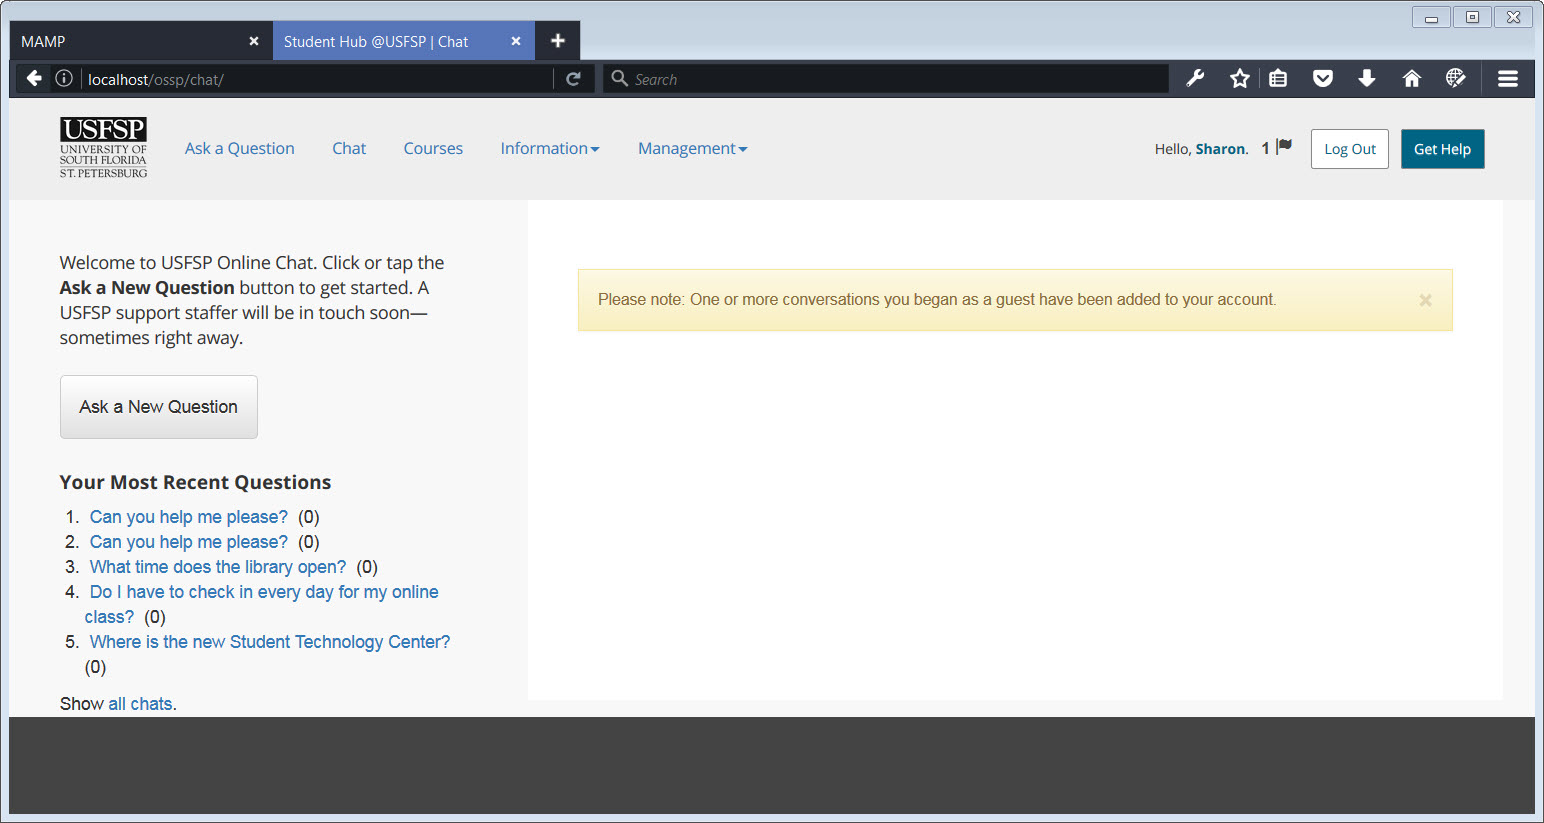 MAMP
Student Hub @USFSP | Chat
localhost/ossp/chat/
Search
USFSP
UNIVERSITY OF
SOUTH FLORIDA
ST. PETERSBURG
Ask a Question
Chat
Courses
Information
Management
Hello, Sharon.
1
Log Out
Get Help
Welcome to USFSP Online Chat. Click or tap the
Ask a New Question button to get started. A
USFSP support staffer will be in touch soon—
sometimes right away.
Ask a New Question
Your Most Recent Questions
1. Can you help me please? (0)
2. Can you help me please? (0)
3. What time does the library open? (0)
4. Do I have to check in every day for my online
class? (0)
5. Where is the new Student Technology Center?
(0)
Show all chats.
Please note: One or more conversations you began as a guest have been added to your account.